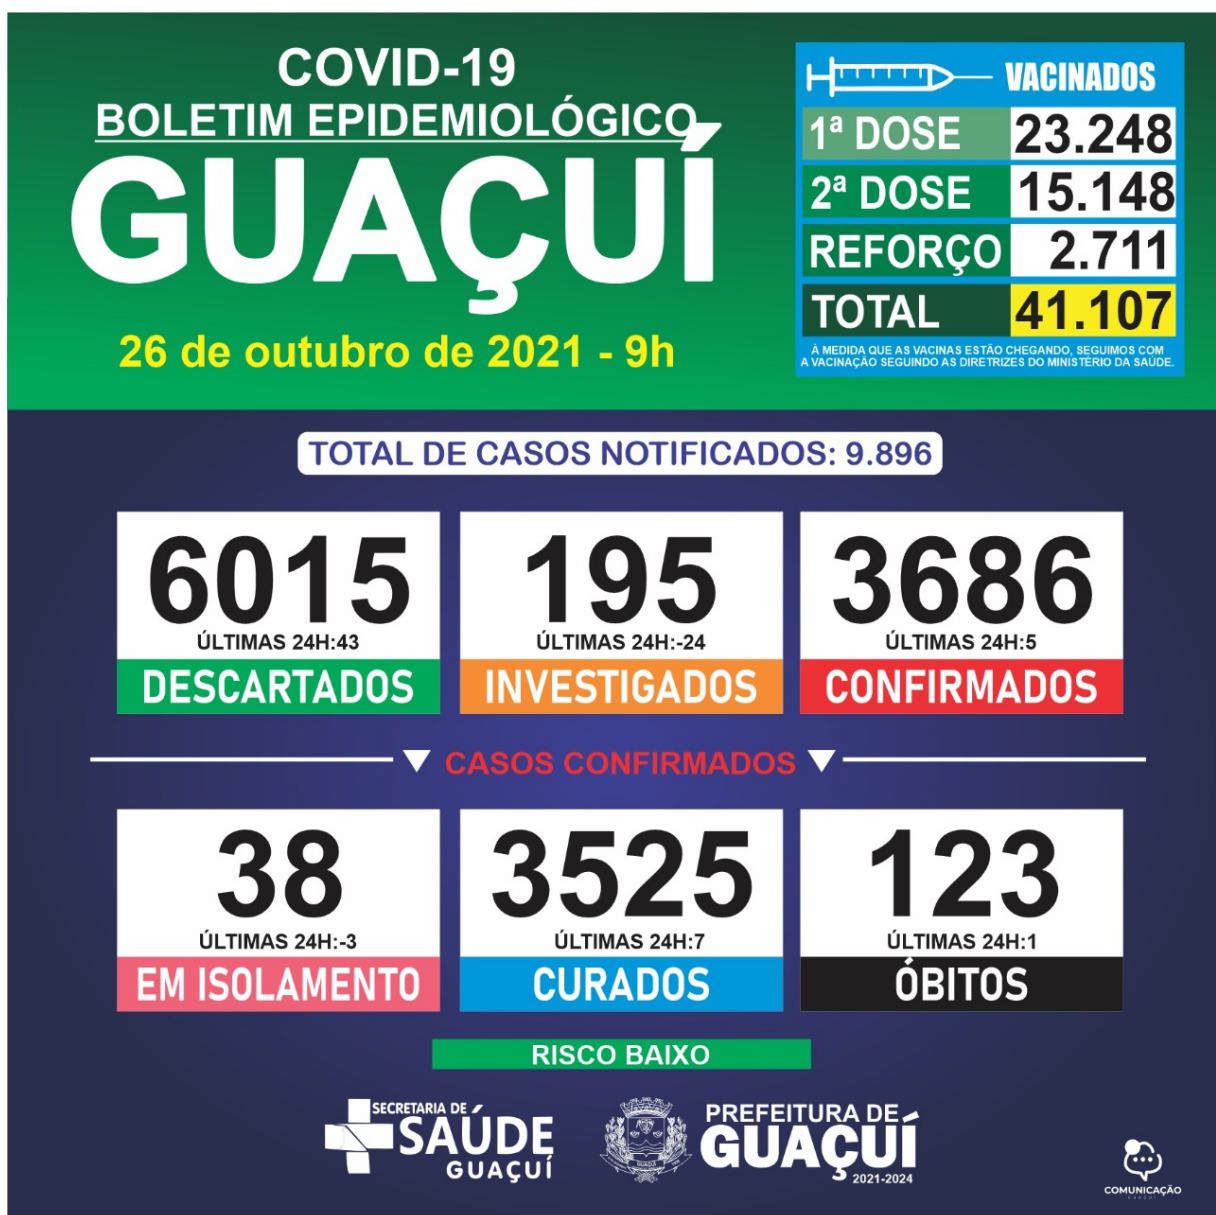 COVID-19
BOLETIM EPIDEMIOLÓGICO
GUAÇUÍ
26 de outubro de 2021 - 9h
VACINADOS
1ª DOSE 23.248
2ª DOSE 15.148
REFORÇO 2.711
TOTAL 41.107
À MEDIDA QUE AS VACINAS ESTÃO CHEGANDO, SEGUIMOS COM
A VACINAÇÃO SEGUINDO AS DIRETRIZES DO MINISTÉRIO DA SAÚDE.
TOTAL DE CASOS NOTIFICADOS: 9.896
6015
ÚLTIMAS 24H:43
DESCARTADOS
195
ÚLTIMAS 24H:-24
INVESTIGADOS
3686
ÚLTIMAS 24H:5
CONFIRMADOS
CASOS CONFIRMADOS
38
ÚLTIMAS 24H:-3
EM ISOLAMENTO
3525
ÚLTIMAS 24H:7
CURADOS
123
ÚLTIMAS 24H:1
ÓBITOS
RISCO BAIXO
SECRETARIA DE
SAÚDE
GUAÇUÍ
PREFEITURA DE
GUAÇUÍ
2021-2024
COMUNICAÇÃO